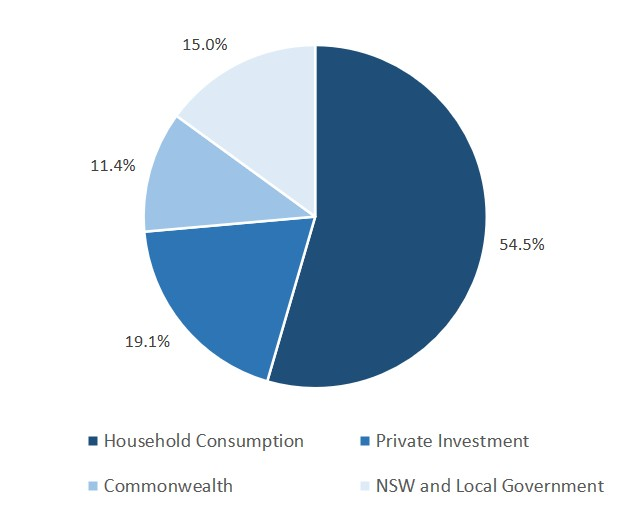 15.0%
11.4%
54.5%
19.1%
Household Consumption
Private Investment
Commonwealth
NSW and Local Government